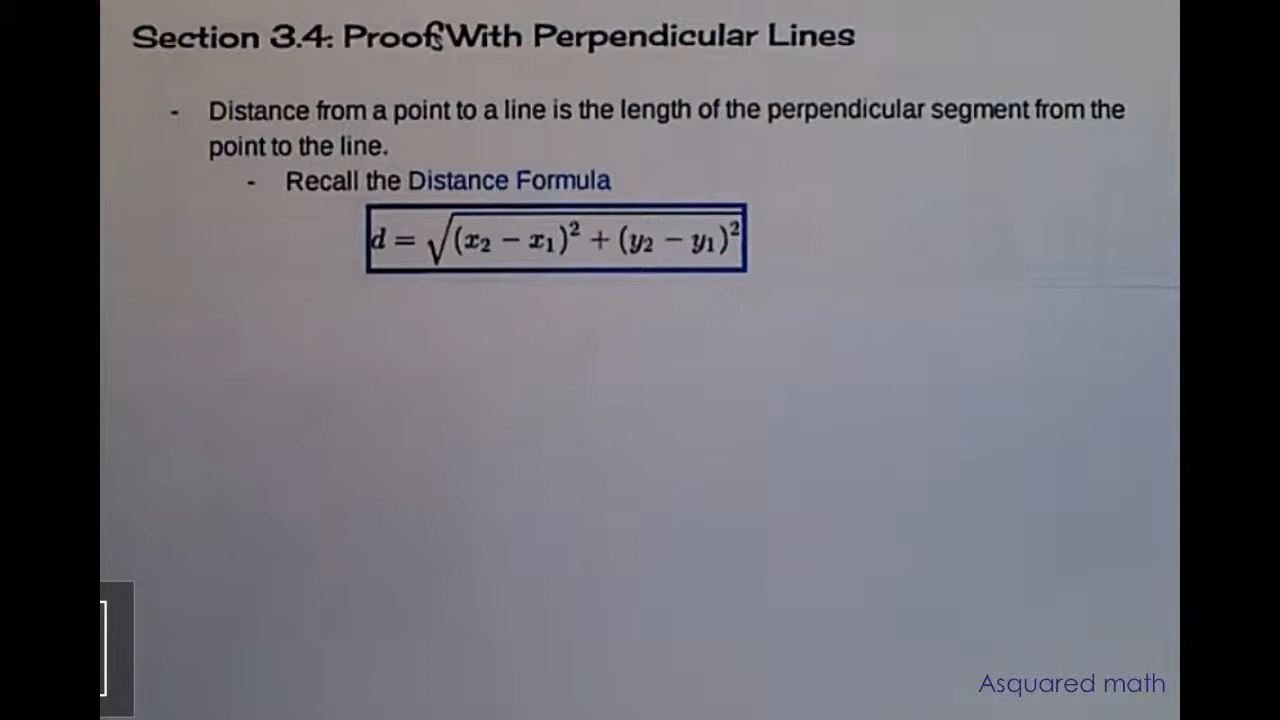 Section 3.4: Proofs With Perpendicular Lines
- Distance from a point to a line is the length of the perpendicular segment from the
point to the line.
- Recall the Distance Formula
d = √(x₂ − x₁)² + (y₂ − y₁)²
Asquared math